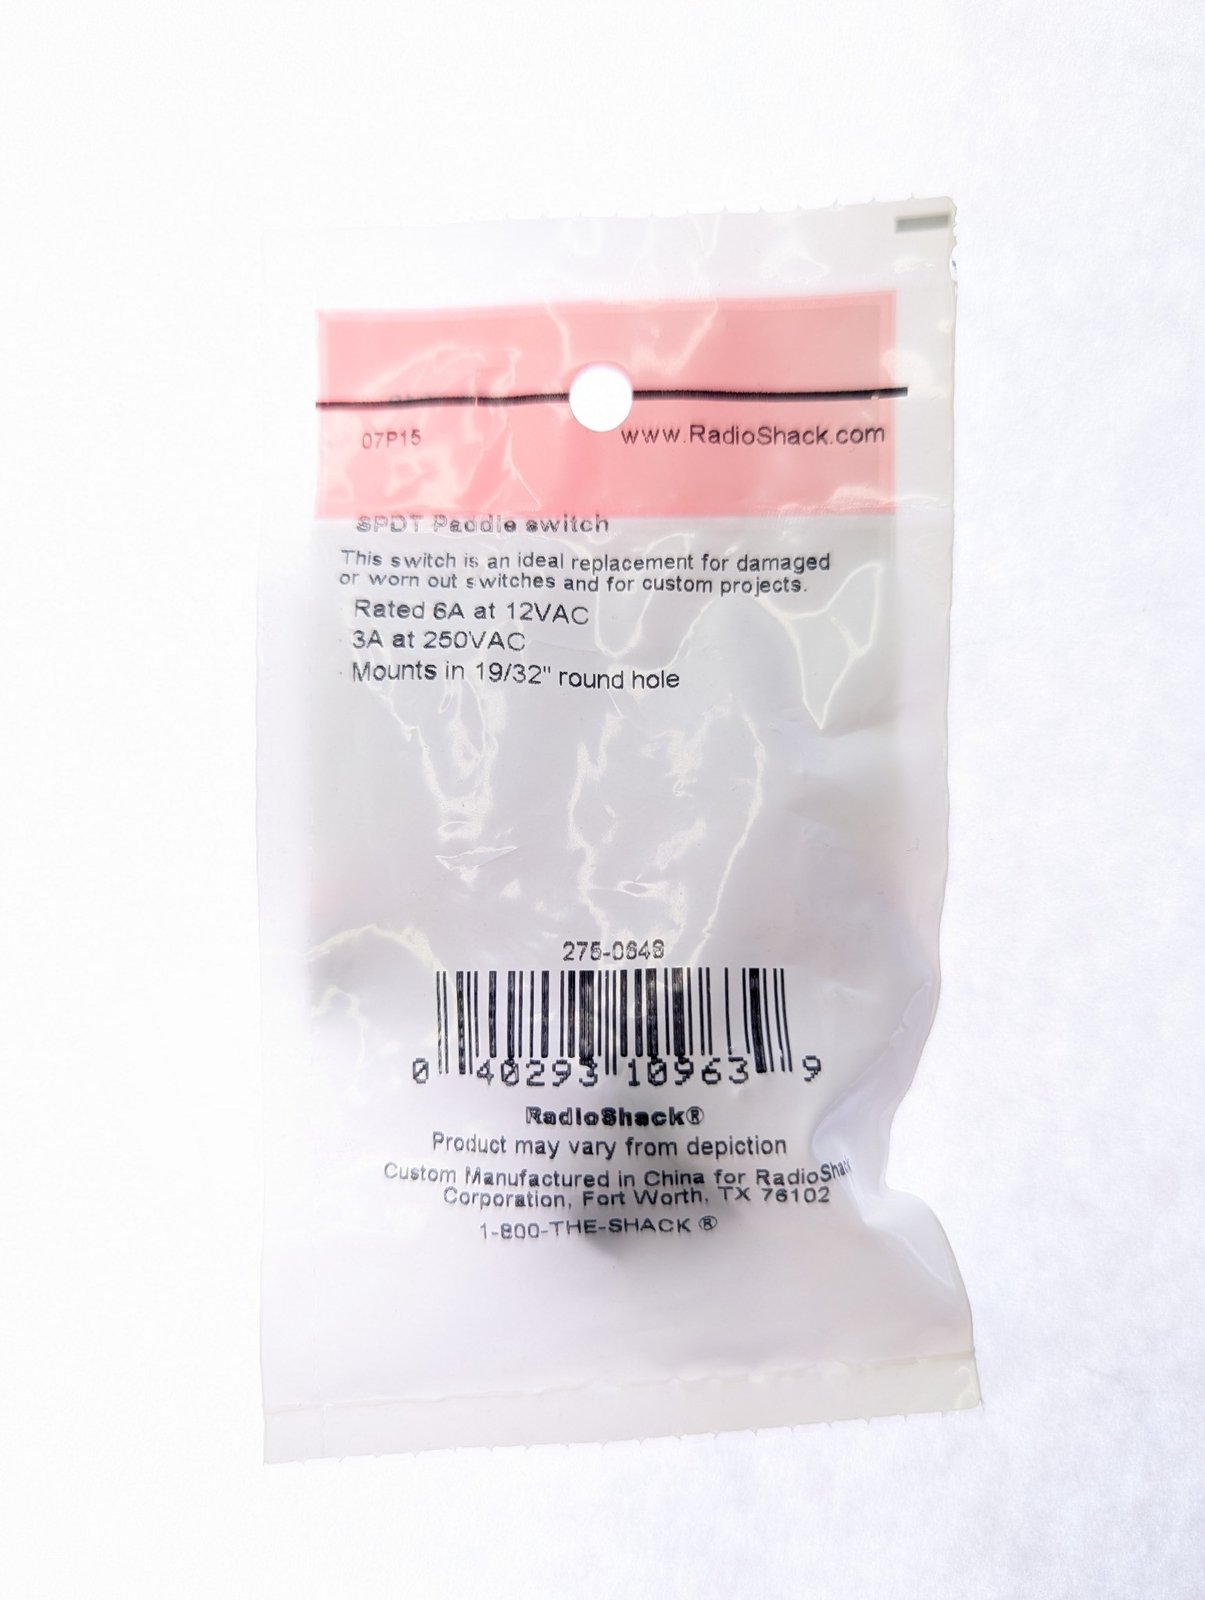 07P15
www.RadioShack.com
SPDT Paddle switch
This switch is an ideal replacement for damaged
or worn out switches and for custom projects.
Rated 6A at 12VAC
· 3A at 250VAC
· Mounts in 19/32" round hole
275-0648
0 40293 10963 9
RadioShack®
Product may vary from depiction
Custom Manufactured in China for RadioShack
Corporation, Fort Worth, TX 76102
1-800-THE-SHACK ®